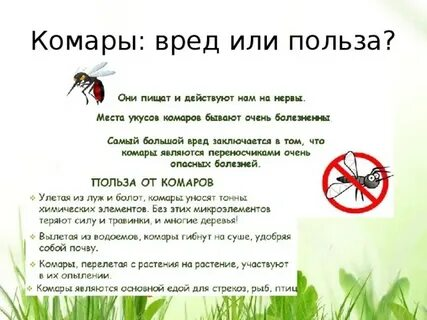 Комары: вред или польза?
Они пищат и действуют нам на нервы.
Места укусов комаров бывают очень болезненны
Самый большой вред заключается в том, что
комары являются переносчиками очень
опасных болезней.
ПОЛЬЗА ОТ КОМАРОВ
Улетая из луж и болот, комары уносят тонны
химических элементов. Без этих микроэлементов
теряют силу и травинки, и многие деревья!
Вылетая из водоемов, комары гибнут на суше, удобряя
собой почву.
Комары, перелетая с растения на растение, участвуют
в их опылении.
Комары являются основной едой для стрекоз, рыб, птиц